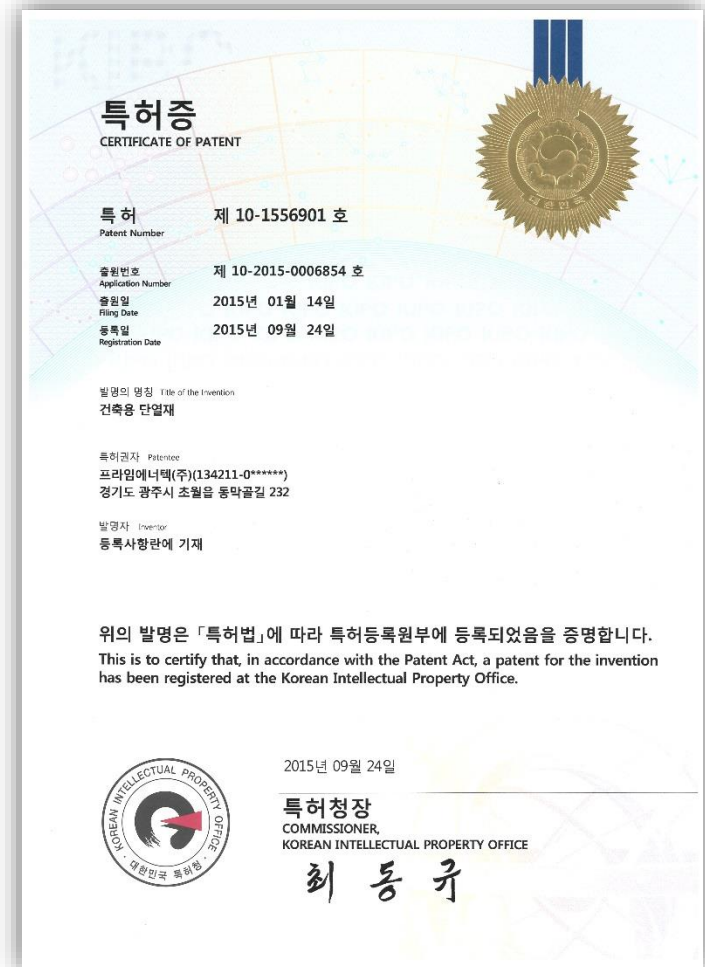 특허증
CERTIFICATE OF PATENT
특허 제 10-1556901 호
Patent Number
출원번호 제 10-2015-0006854 호
Application Number
출원일 2015년 01월 14일
Filing Date
등록일 2015년 09월 24일
Registration Date
발명의 명칭 Title of the Invention
건축용 단열재
특허권자 Patentee
프라임에너텍(주)(134211-0******)
경기도 광주시 초월읍 동막골길 232
발명자 Inventor
등록사항란에 기재
위의 발명은 「특허법」에 따라 특허등록원부에 등록되었음을 증명합니다.
This is to certify that, in accordance with the Patent Act, a patent for the invention
has been registered at the Korean Intellectual Property Office.
2015년 09월 24일
특허청장
COMMISSIONER,
KOREAN INTELLECTUAL PROPERTY OFFICE
최동규
KOREAN INTELLECTUAL PROPERTY OFFICE
대한민국 특허청
대한민국
KIPO